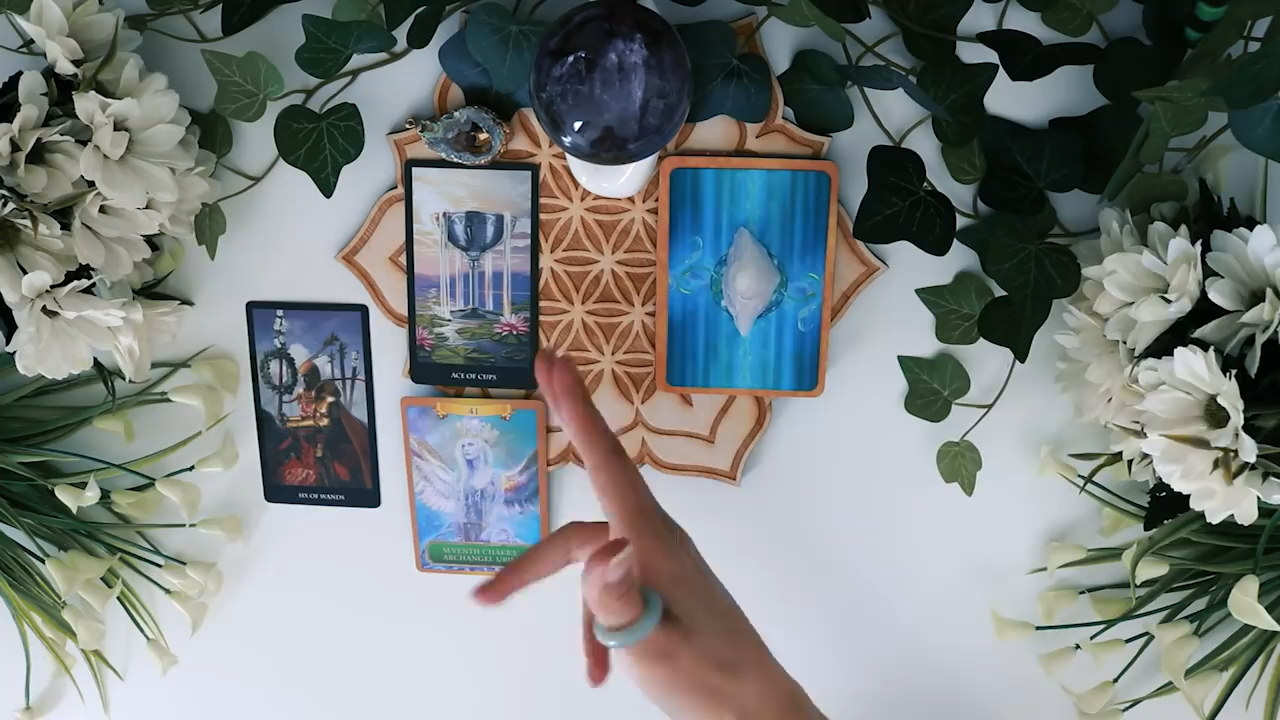 ACE OF CUPS
SIX OF WANDS
41
SEVENTH CHAKRA
ARCHANGEL